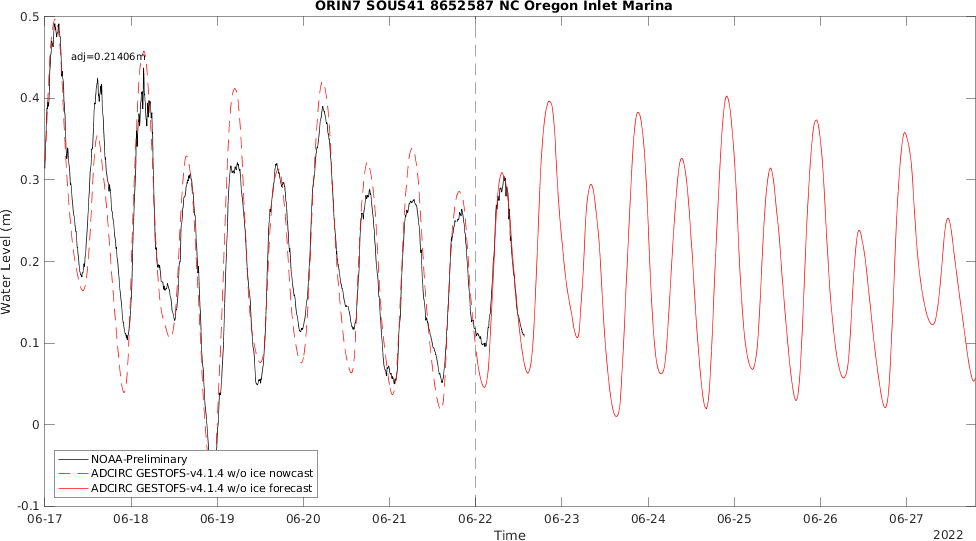 ORIN7 SOUS41 8652587 NC Oregon Inlet Marina
0.5
adj=0.21406m
0.4
0.3
Water Level (m)
0.2
0.1
0
NOAA-Preliminary
ADCIRC GESTOFS-v4.1.4 w/o ice nowcast
ADCIRC GESTOFS-v4.1.4 w/o ice forecast
-0.1
06-17 06-18 06-19 06-20 06-21 06-22 06-23 06-24 06-25 06-26 06-27
Time
2022